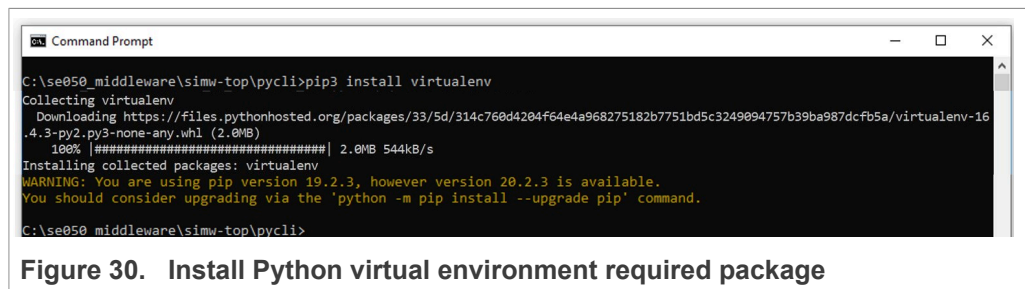 Command Prompt
C:\se050_middleware\simw-top\pycli>pip3 install virtualenv
Collecting virtualenv
Downloading https://files.pythonhosted.org/packages/33/5d/314c760d4204f64e4a968275182b7751bd5c3249094757b39ba987dcfb5a/virtualenv-16
.4.3-py2.py3-none-any.whl (2.0MB)
100% |################################| 2.0MB 544kB/s
Installing collected packages: virtualenv
WARNING: You are using pip version 19.2.3, however version 20.2.3 is available.
You should consider upgrading via the 'python -m pip install --upgrade pip' command.
C:\se050_middleware\simw-top\pycli>
Figure 30. Install Python virtual environment required package